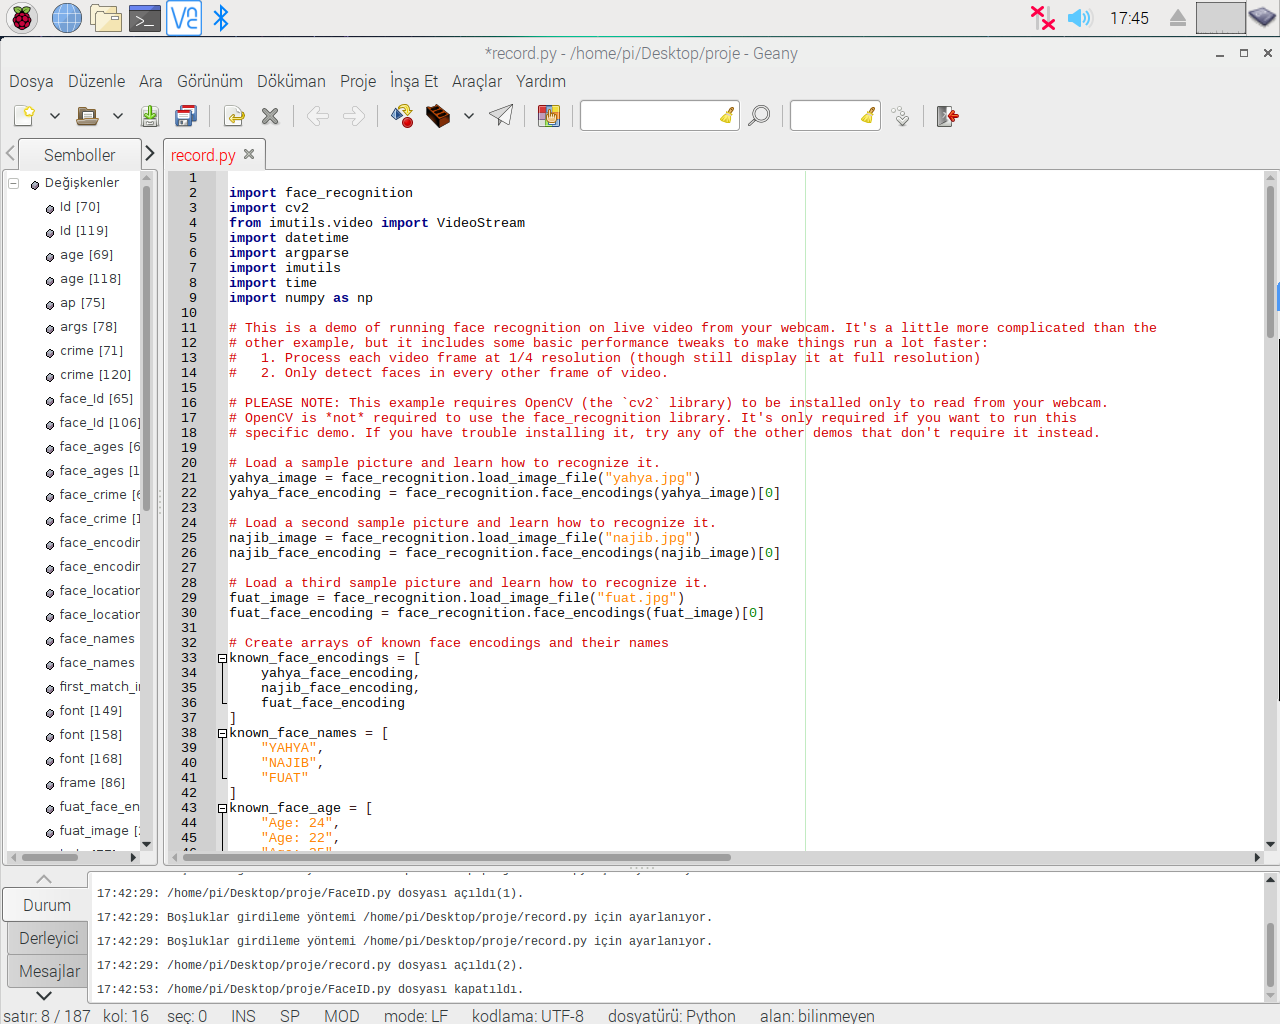 17:45
*record.py - /home/pi/Desktop/proje - Geany
Dosya Düzenle Ara Görünüm Döküman Proje İnşa Et Araçlar Yardım
Semboller
record.py
Değişkenler
Id [70]
Id [119]
age [69]
age [118]
ap [75]
args [78]
crime [71]
crime [120]
face_Id [65]
face_Id [106]
face_ages [6
face_ages [1
face_crime [6
face_crime [1
face_encodin
face_encodin
face_location
face_location
face_names
face_names
first_match_i
font [149]
font [158]
font [168]
frame [86]
fuat_face_en
fuat_image [
1
2 import face_recognition
3 import cv2
4 from imutils.video import VideoStream
5 import datetime
6 import argparse
7 import imutils
8 import time
9 import numpy as np
10
11 # This is a demo of running face recognition on live video from your webcam. It's a little more complicated than the
12 # other example, but it includes some basic performance tweaks to make things run a lot faster:
13 #   1. Process each video frame at 1/4 resolution (though still display it at full resolution)
14 #   2. Only detect faces in every other frame of video.
15
16 # PLEASE NOTE: This example requires OpenCV (the `cv2` library) to be installed only to read from your webcam.
17 # OpenCV is *not* required to use the face_recognition library. It's only required if you want to run this
18 # specific demo. If you have trouble installing it, try any of the other demos that don't require it instead.
19
20 # Load a sample picture and learn how to recognize it.
21 yahya_image = face_recognition.load_image_file("yahya.jpg")
22 yahya_face_encoding = face_recognition.face_encodings(yahya_image)[0]
23
24 # Load a second sample picture and learn how to recognize it.
25 najib_image = face_recognition.load_image_file("najib.jpg")
26 najib_face_encoding = face_recognition.face_encodings(najib_image)[0]
27
28 # Load a third sample picture and learn how to recognize it.
29 fuat_image = face_recognition.load_image_file("fuat.jpg")
30 fuat_face_encoding = face_recognition.face_encodings(fuat_image)[0]
31
32 # Create arrays of known face encodings and their names
33 known_face_encodings = [
34     yahya_face_encoding,
35     najib_face_encoding,
36     fuat_face_encoding
37 ]
38 known_face_names = [
39     "YAHYA",
40     "NAJIB",
41     "FUAT"
42 ]
43 known_face_age = [
44     "Age: 24",
45     "Age: 22",
Durum
Derleyici
Mesajlar
17:42:29: /home/pi/Desktop/proje/FaceID.py dosyası açıldı(1).
17:42:29: Boşluklar girdileme yöntemi /home/pi/Desktop/proje/record.py için ayarlanıyor.
17:42:29: Boşluklar girdileme yöntemi /home/pi/Desktop/proje/record.py için ayarlanıyor.
17:42:29: /home/pi/Desktop/proje/record.py dosyası açıldı(2).
17:42:53: /home/pi/Desktop/proje/FaceID.py dosyası kapatıldı.
satır: 8 / 187 kol: 16 seç: 0 INS SP MOD mode: LF kodlama: UTF-8 dosyatürü: Python alan: bilinmeyen